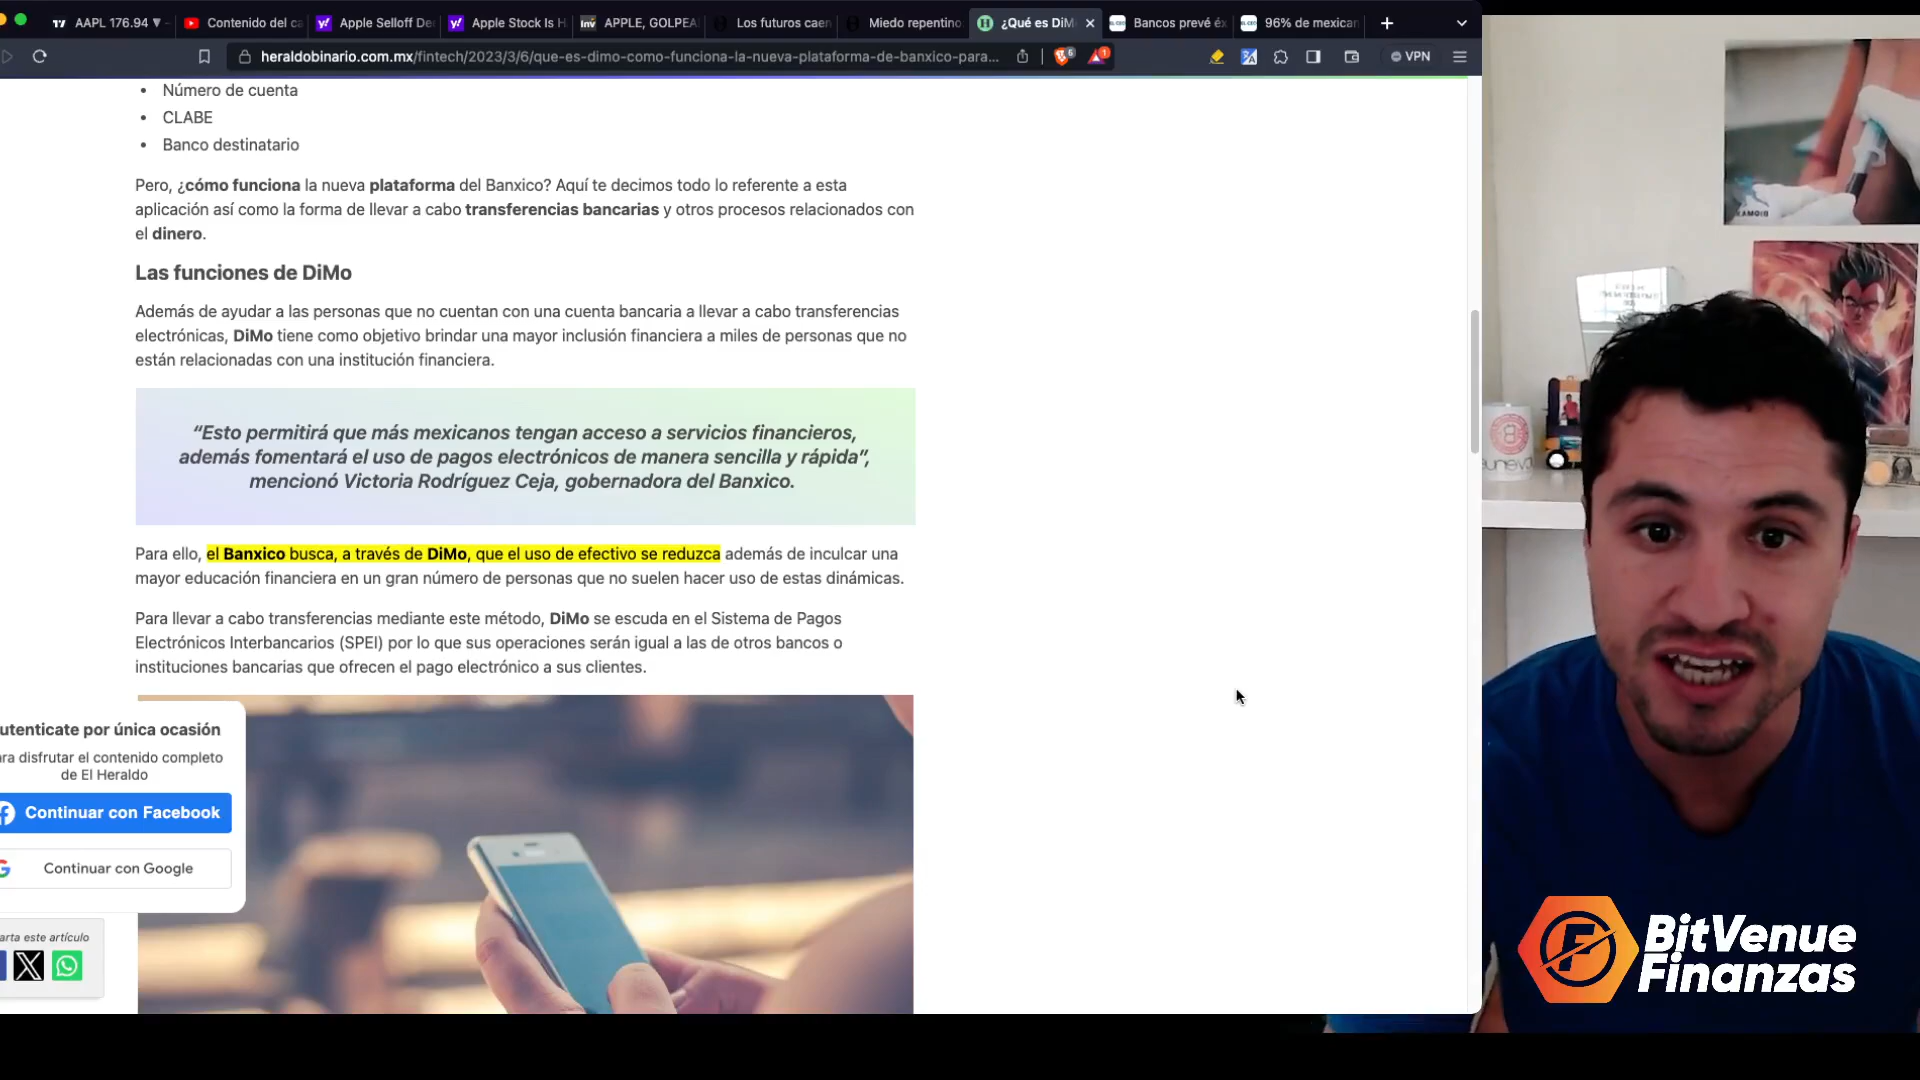 AAPL 176.94 ▼
Contenido del ca
Apple Selloff De
Apple Stock Is H
inv APPLE, GOLPEA
Los futuros caen
Miedo repentino
¿Qué es DiM
Bancos prevé éx
96% de mexican
heraldobinario.com.mx/fintech/2023/3/6/que-es-dimo-como-funciona-la-nueva-plataforma-de-banxico-para...
6
1
VPN
• Número de cuenta
• CLABE
• Banco destinatario
Pero, ¿cómo funciona la nueva plataforma del Banxico? Aquí te decimos todo lo referente a esta
aplicación así como la forma de llevar a cabo transferencias bancarias y otros procesos relacionados con
el dinero.
Las funciones de DiMo
Además de ayudar a las personas que no cuentan con una cuenta bancaria a llevar a cabo transferencias
electrónicas, DiMo tiene como objetivo brindar una mayor inclusión financiera a miles de personas que no
están relacionadas con una institución financiera.
“Esto permitirá que más mexicanos tengan acceso a servicios financieros,
además fomentará el uso de pagos electrónicos de manera sencilla y rápida”,
mencionó Victoria Rodríguez Ceja, gobernadora del Banxico.
Para ello, el Banxico busca, a través de DiMo, que el uso de efectivo se reduzca además de inculcar una
mayor educación financiera en un gran número de personas que no suelen hacer uso de estas dinámicas.
Para llevar a cabo transferencias mediante este método, DiMo se escuda en el Sistema de Pagos
Electrónicos Interbancarios (SPEI) por lo que sus operaciones serán igual a las de otros bancos o
instituciones bancarias que ofrecen el pago electrónico a sus clientes.
utenticate por única ocasión
ara disfrutar el contenido completo
de El Heraldo
Continuar con Facebook
Continuar con Google
arta este artículo
BitVenue
Finanzas